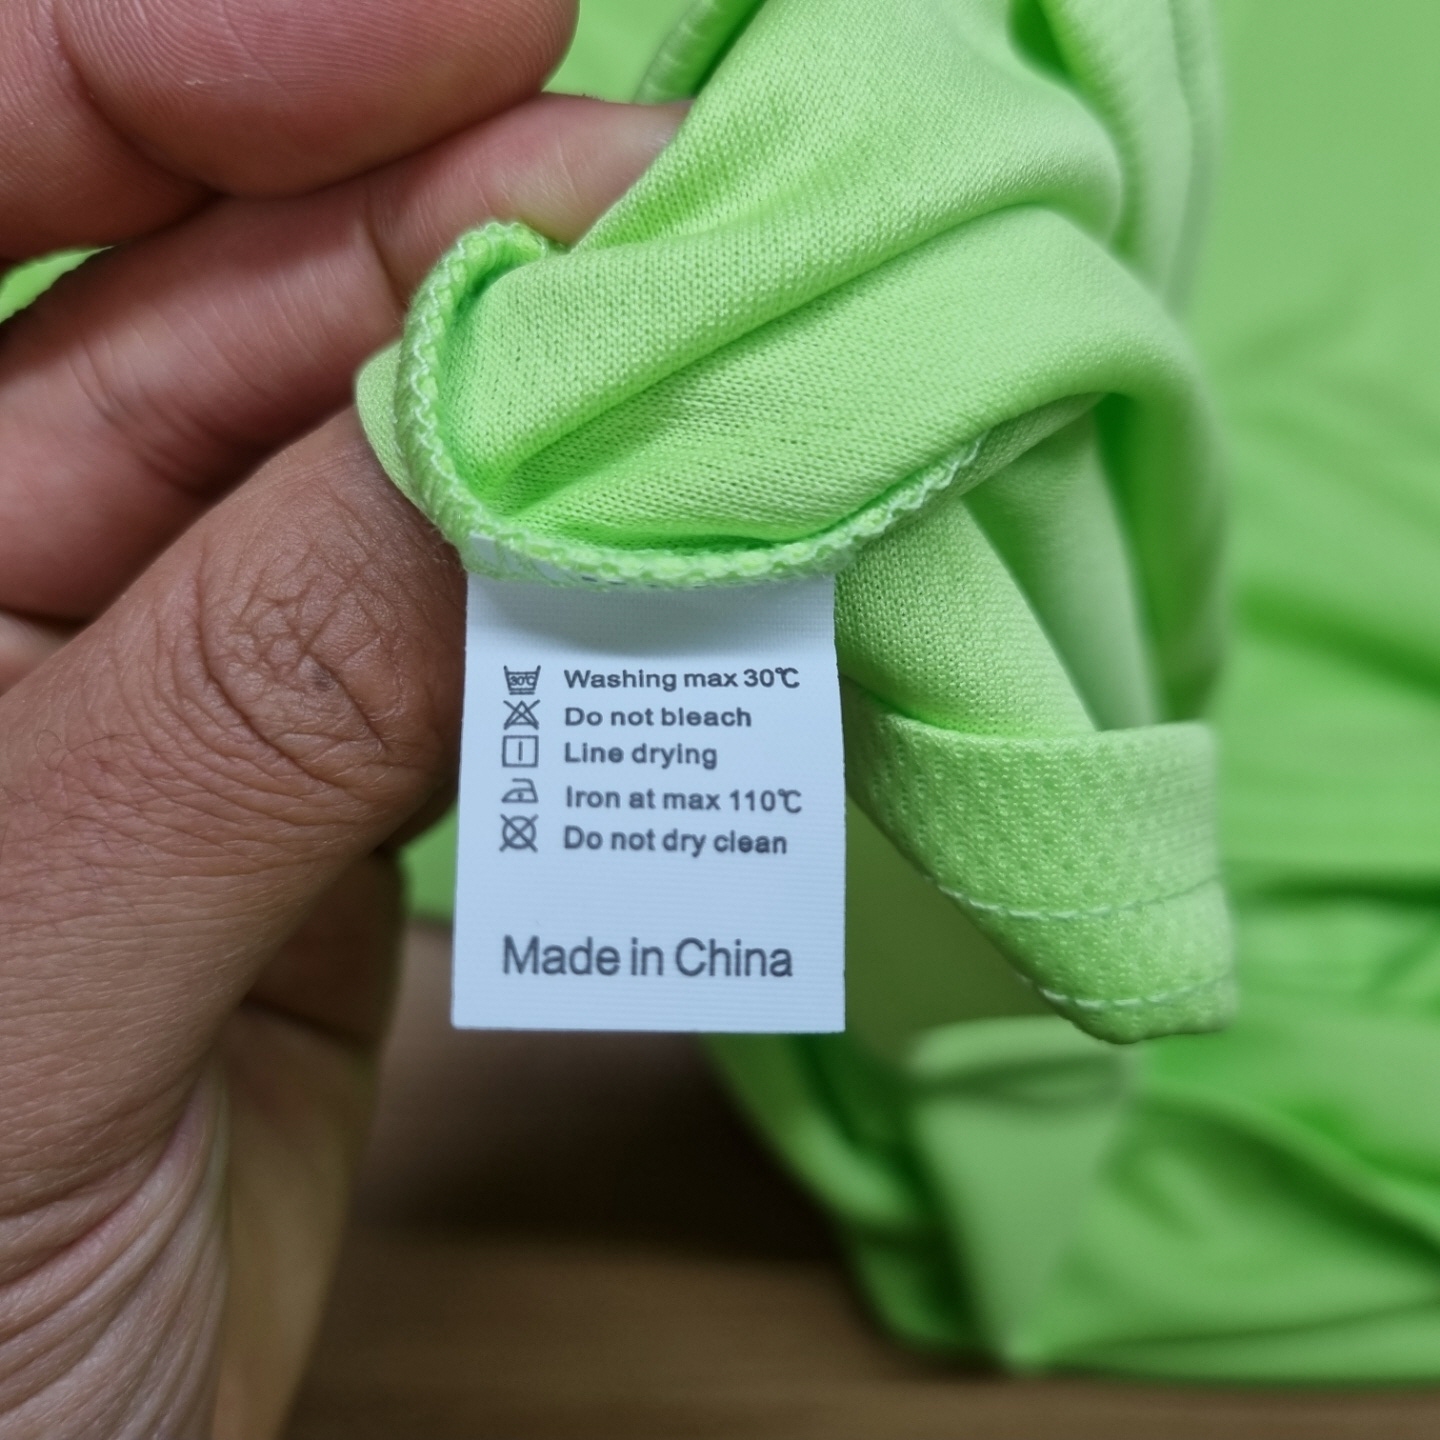 30℃
Washing max 30℃
Do not bleach
Line drying
Iron at max 110℃
Do not dry clean
Made in China